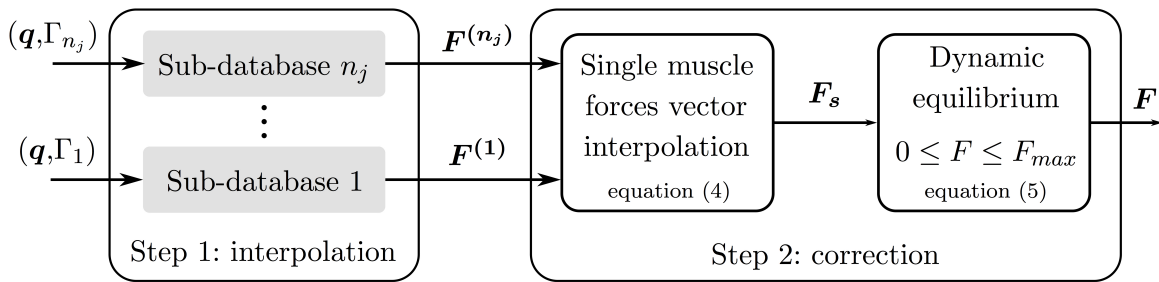 (q,Γ_{n_j})
Sub-database n_j
⋮
(q,Γ_1)
Sub-database 1
Step 1: interpolation
F^{(n_j)}
F^{(1)}
Single muscle
forces vector
interpolation
equation (4)
F_s
Dynamic
equilibrium
0 ≤ F ≤ F_{max}
equation (5)
Step 2: correction
F